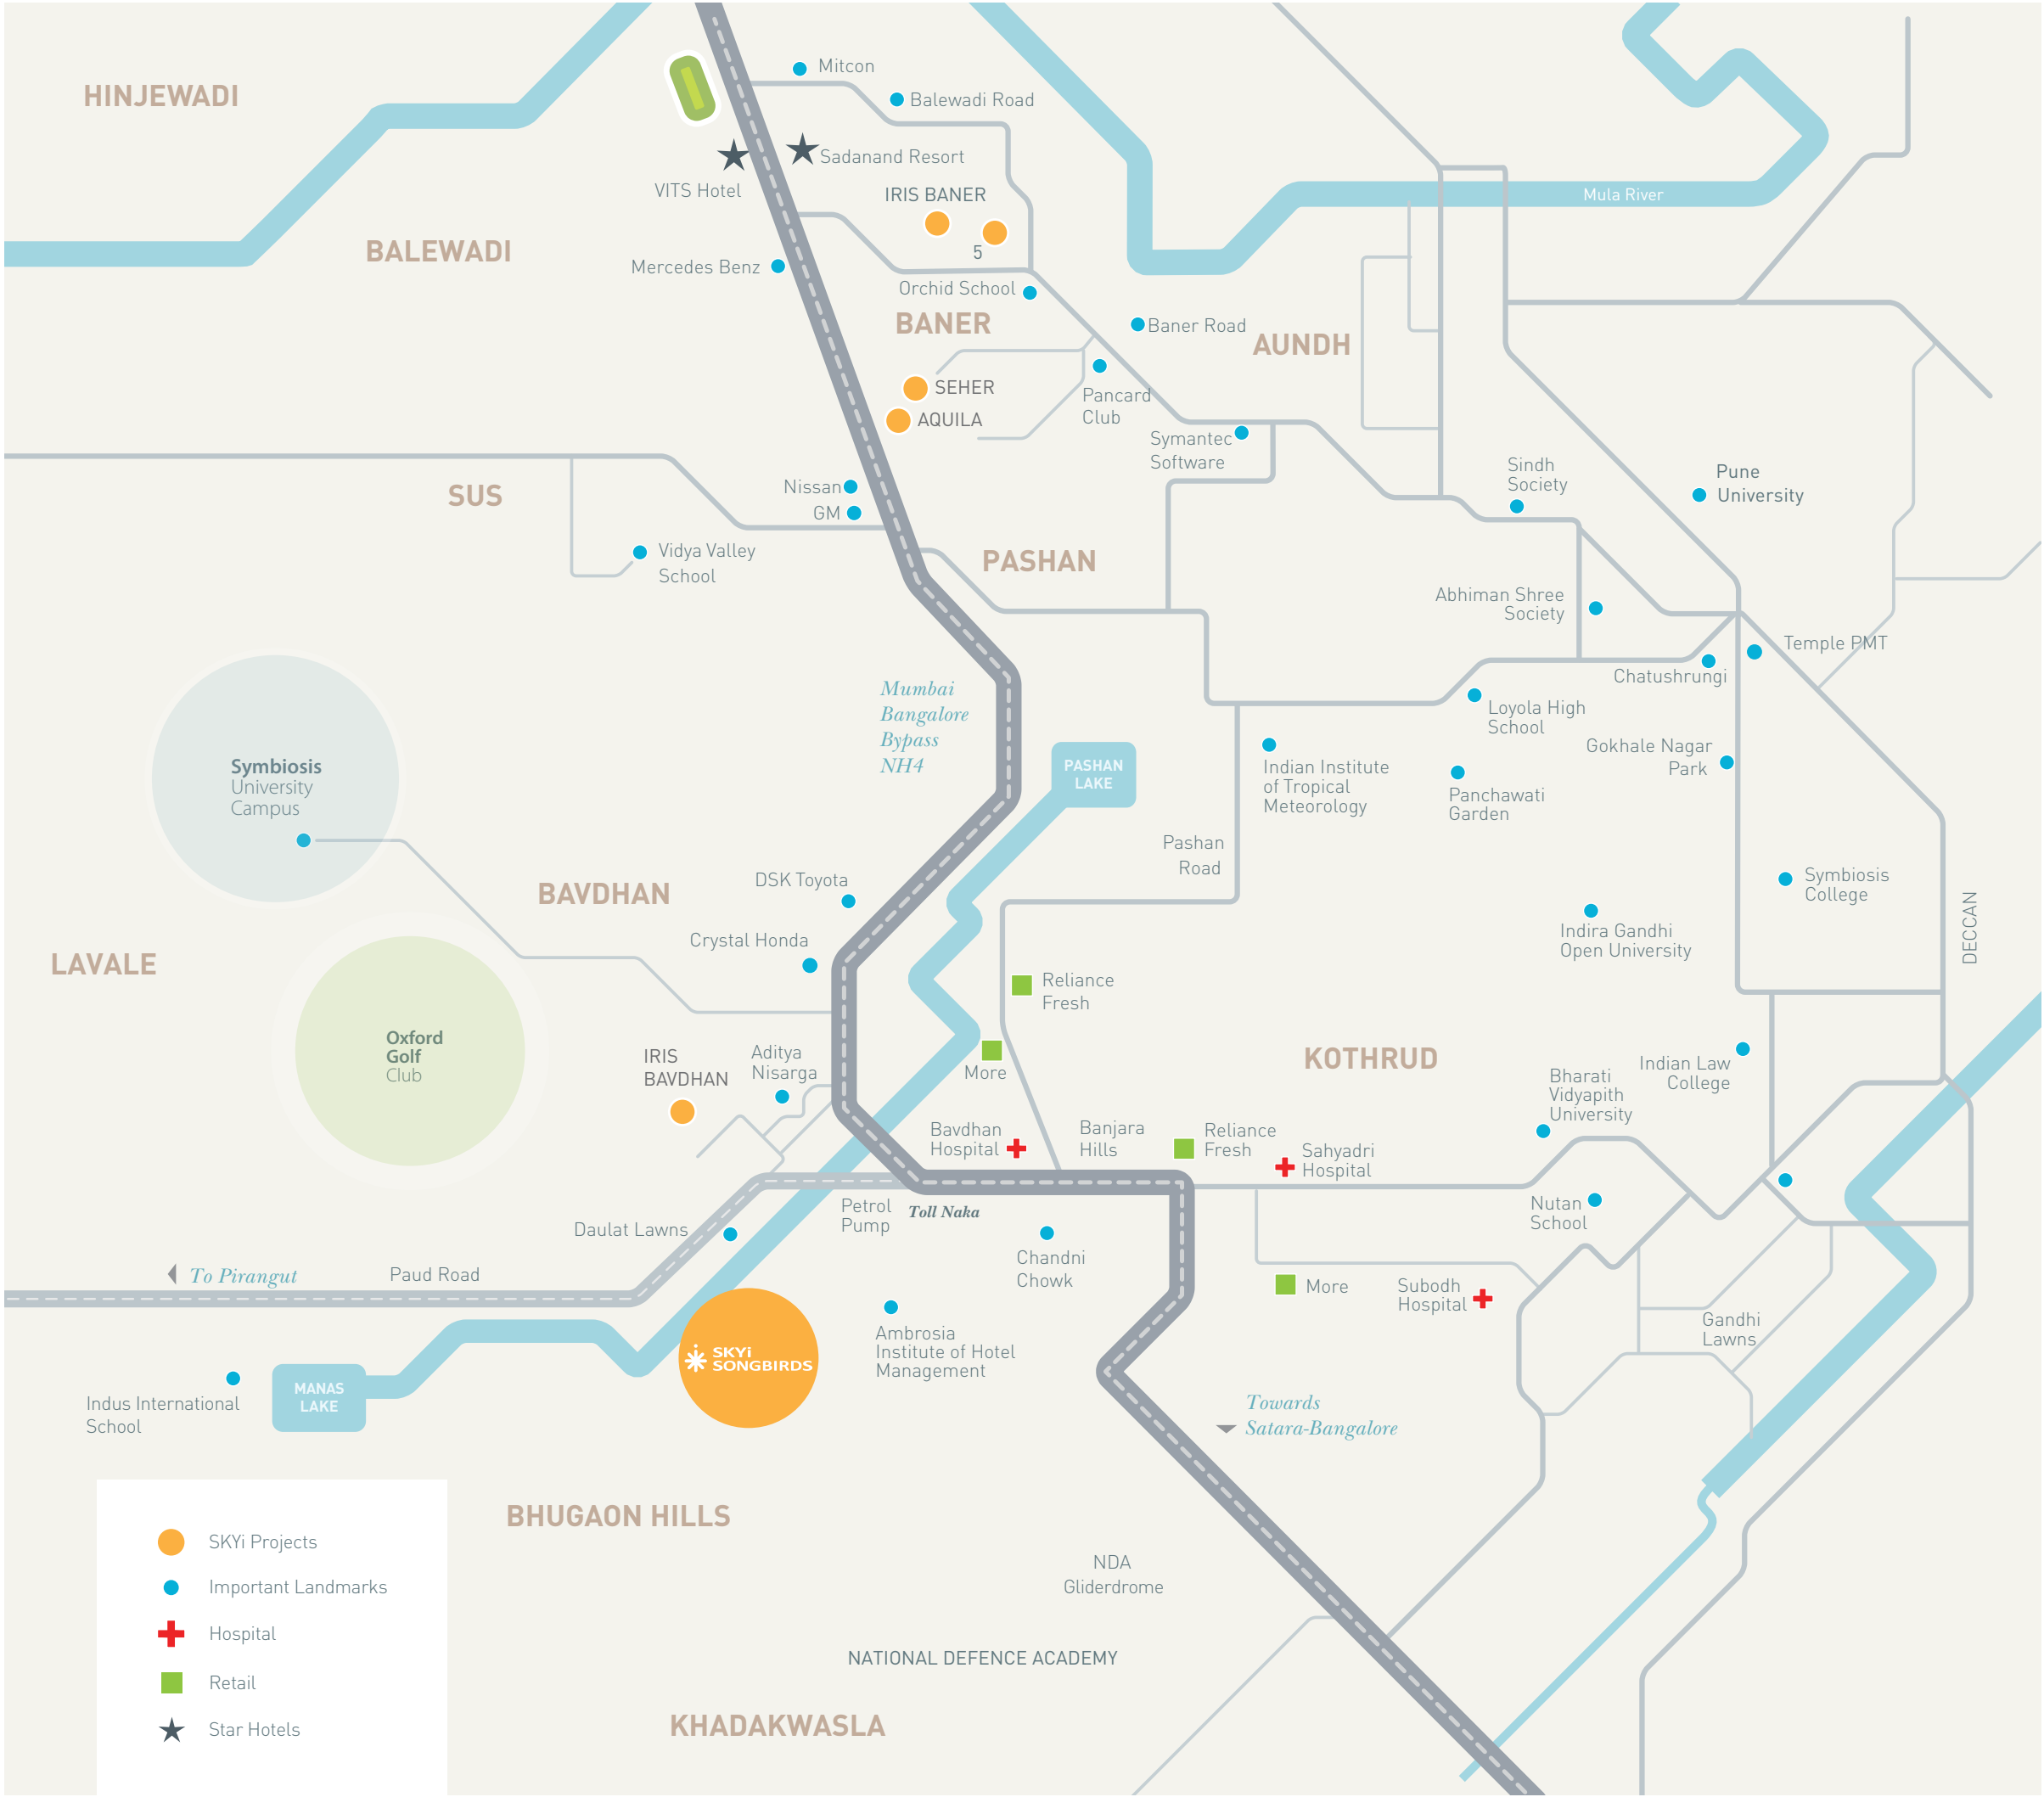 HINJEWADI
Mitcon
Balewadi Road
Sadanand Resort
VITS Hotel
IRIS BANER
5
Mula River
BALEWADI
Mercedes Benz
Orchid School
BANER
Baner Road
AUNDH
SEHER
AQUILA
Pancard
Club
Symantec
Software
SUS
Nissan
GM
Sindh
Society
Pune
University
Vidya Valley
School
PASHAN
Abhiman Shree
Society
Temple PMT
Chatushrungi
Mumbai
Bangalore
Bypass
NH4
Loyola High
School
PASHAN
LAKE
Indian Institute
of Tropical
Meteorology
Gokhale Nagar
Park
Panchawati
Garden
Symbiosis
University
Campus
Pashan
Road
DSK Toyota
BAVDHAN
Symbiosis
College
DECCAN
Crystal Honda
Indira Gandhi
Open University
LAVALE
Reliance
Fresh
Oxford
Golf
Club
IRIS
BAVDHAN
Aditya
Nisarga
More
KOTHRUD
Indian Law
College
Bharati
Vidyapith
University
Bavdhan
Hospital
Banjara
Hills
Reliance
Fresh
Sahyadri
Hospital
Petrol
Pump
Toll Naka
Nutan
School
Daulat Lawns
Chandni
Chowk
To Pirangut
Paud Road
More
Subodh
Hospital
Gandhi
Lawns
SKYi
SONGBIRDS
Ambrosia
Institute of Hotel
Management
Indus International
School
MANAS
LAKE
Towards
Satara-Bangalore
BHUGAON HILLS
NDA
Gliderdrome
NATIONAL DEFENCE ACADEMY
KHADAKWASLA
SKYi Projects
Important Landmarks
Hospital
Retail
Star Hotels